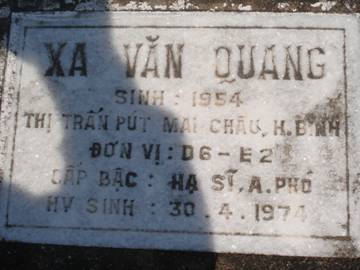 XA VĂN QUANG
SINH : 1954
THỊ TRẤN PÚT MAI CHÂU, H. BÌNH
ĐƠN VỊ : D6 - E2
CẤP BẬC : HẠ SĨ, A. PHÓ
HY SINH : 30 . 4 . 1974